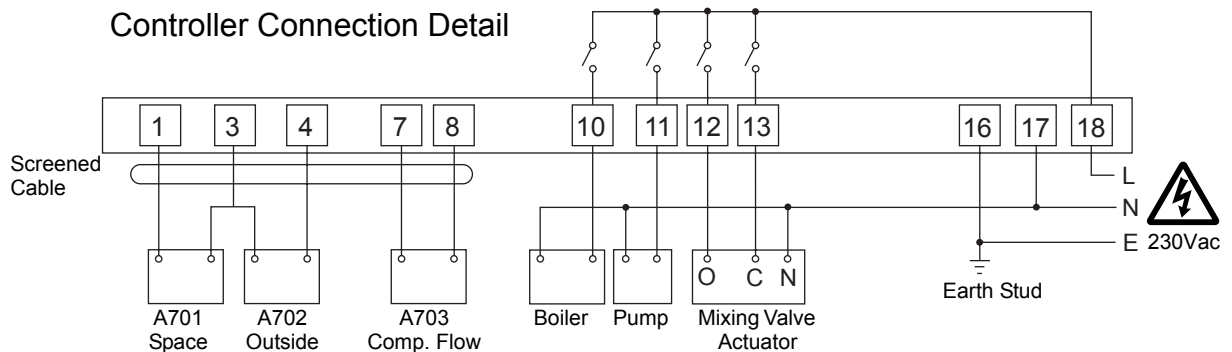 Controller Connection Detail
1 3 4 7 8 10 11 12 13 16 17 18
Screened
Cable
L
N
E 230Vac
O C N
Earth Stud
A701
Space
A702
Outside
A703
Comp. Flow
Boiler
Pump
Mixing Valve
Actuator